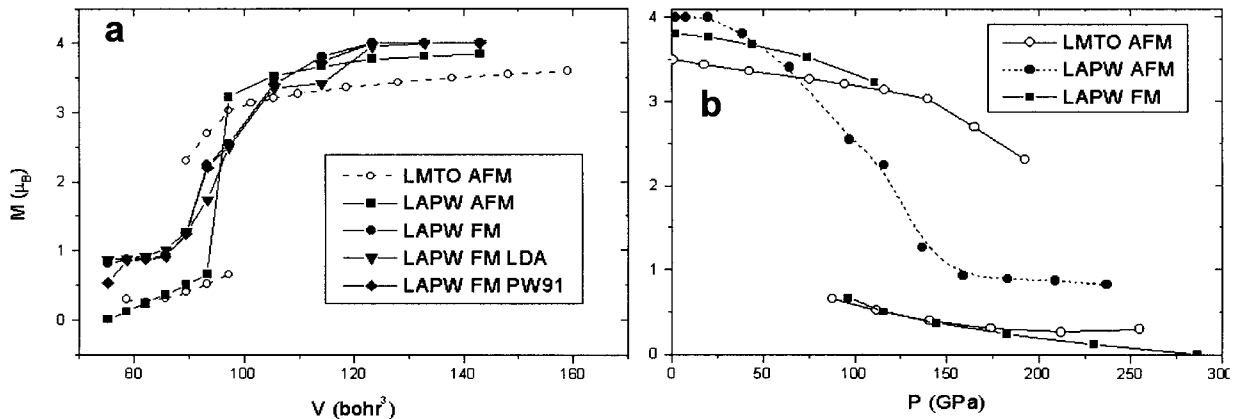 a
M (μB)
4
3
2
1
0
LMTO AFM
LAPW AFM
LAPW FM
LAPW FM LDA
LAPW FM PW91
80 100 120 140 160
V (bohr³)
b
4
3
2
1
0
LMTO AFM
LAPW AFM
LAPW FM
0 50 100 150 200 250 300
P (GPa)